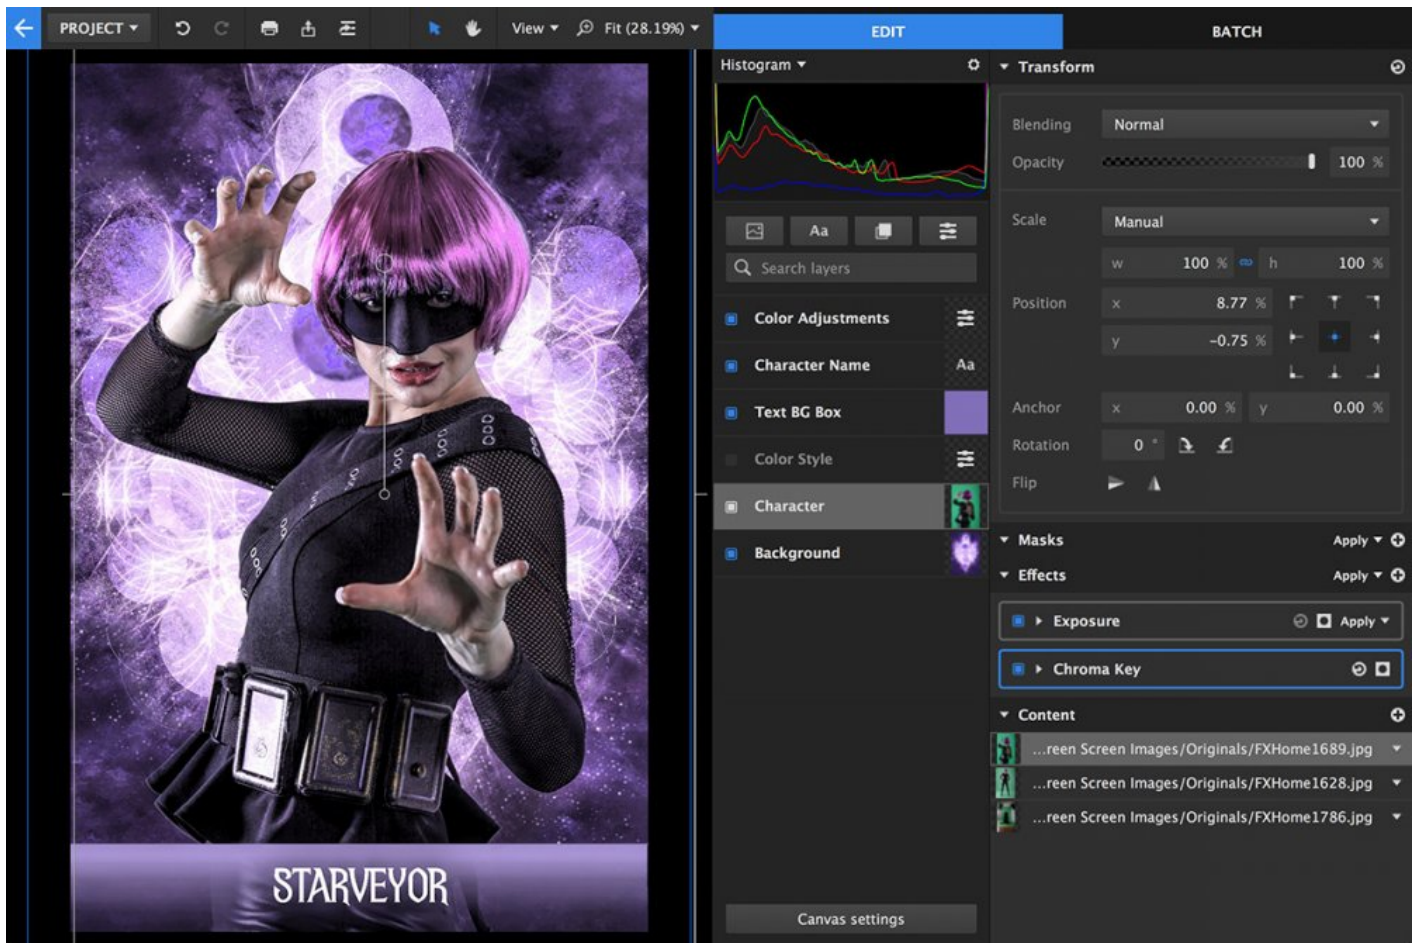 PROJECT
View
Fit (28.19%)
EDIT
BATCH
Histogram
Transform
Blending
Normal
Opacity
100 %
Scale
Manual
w 100 % h 100 %
Position
x 8.77 %
y -0.75 %
Anchor
x 0.00 % y 0.00 %
Rotation
0 °
Flip
Aa
Search layers
Color Adjustments
Character Name
Aa
Text BG Box
Color Style
Character
Background
Canvas settings
Masks
Apply
Effects
Apply
Exposure
Apply
Chroma Key
Content
...reen Screen Images/Originals/FXHome1689.jpg
...reen Screen Images/Originals/FXHome1628.jpg
...reen Screen Images/Originals/FXHome1786.jpg
STARVEYOR